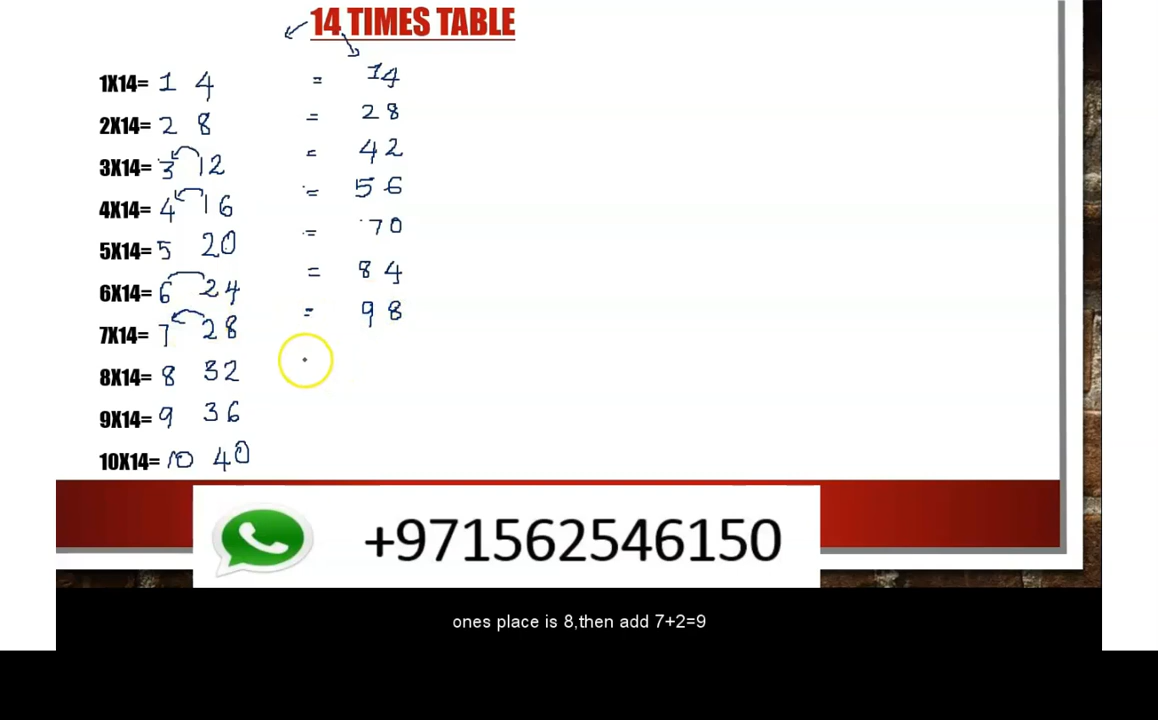 14 TIMES TABLE
1X14= 1 4 = 14
2X14= 2 8 = 28
3X14= 3 12 = 42
4X14= 4 16 = 56
5X14= 5 20 = 70
6X14= 6 24 = 84
7X14= 7 28 = 98
8X14= 8 32
9X14= 9 36
10X14= 10 40
+971562546150
ones place is 8,then add 7+2=9